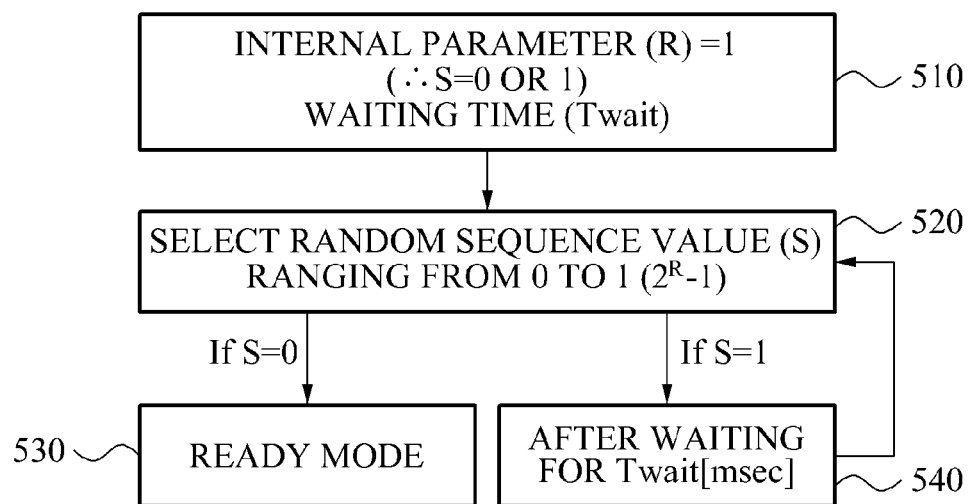 INTERNAL PARAMETER (R) =1
(∴S=0 OR 1)
WAITING TIME (Twait)
510
SELECT RANDOM SEQUENCE VALUE (S)
RANGING FROM 0 TO 1 (2^R-1)
520
If S=0
If S=1
530
READY MODE
AFTER WAITING
FOR Twait[msec]
540